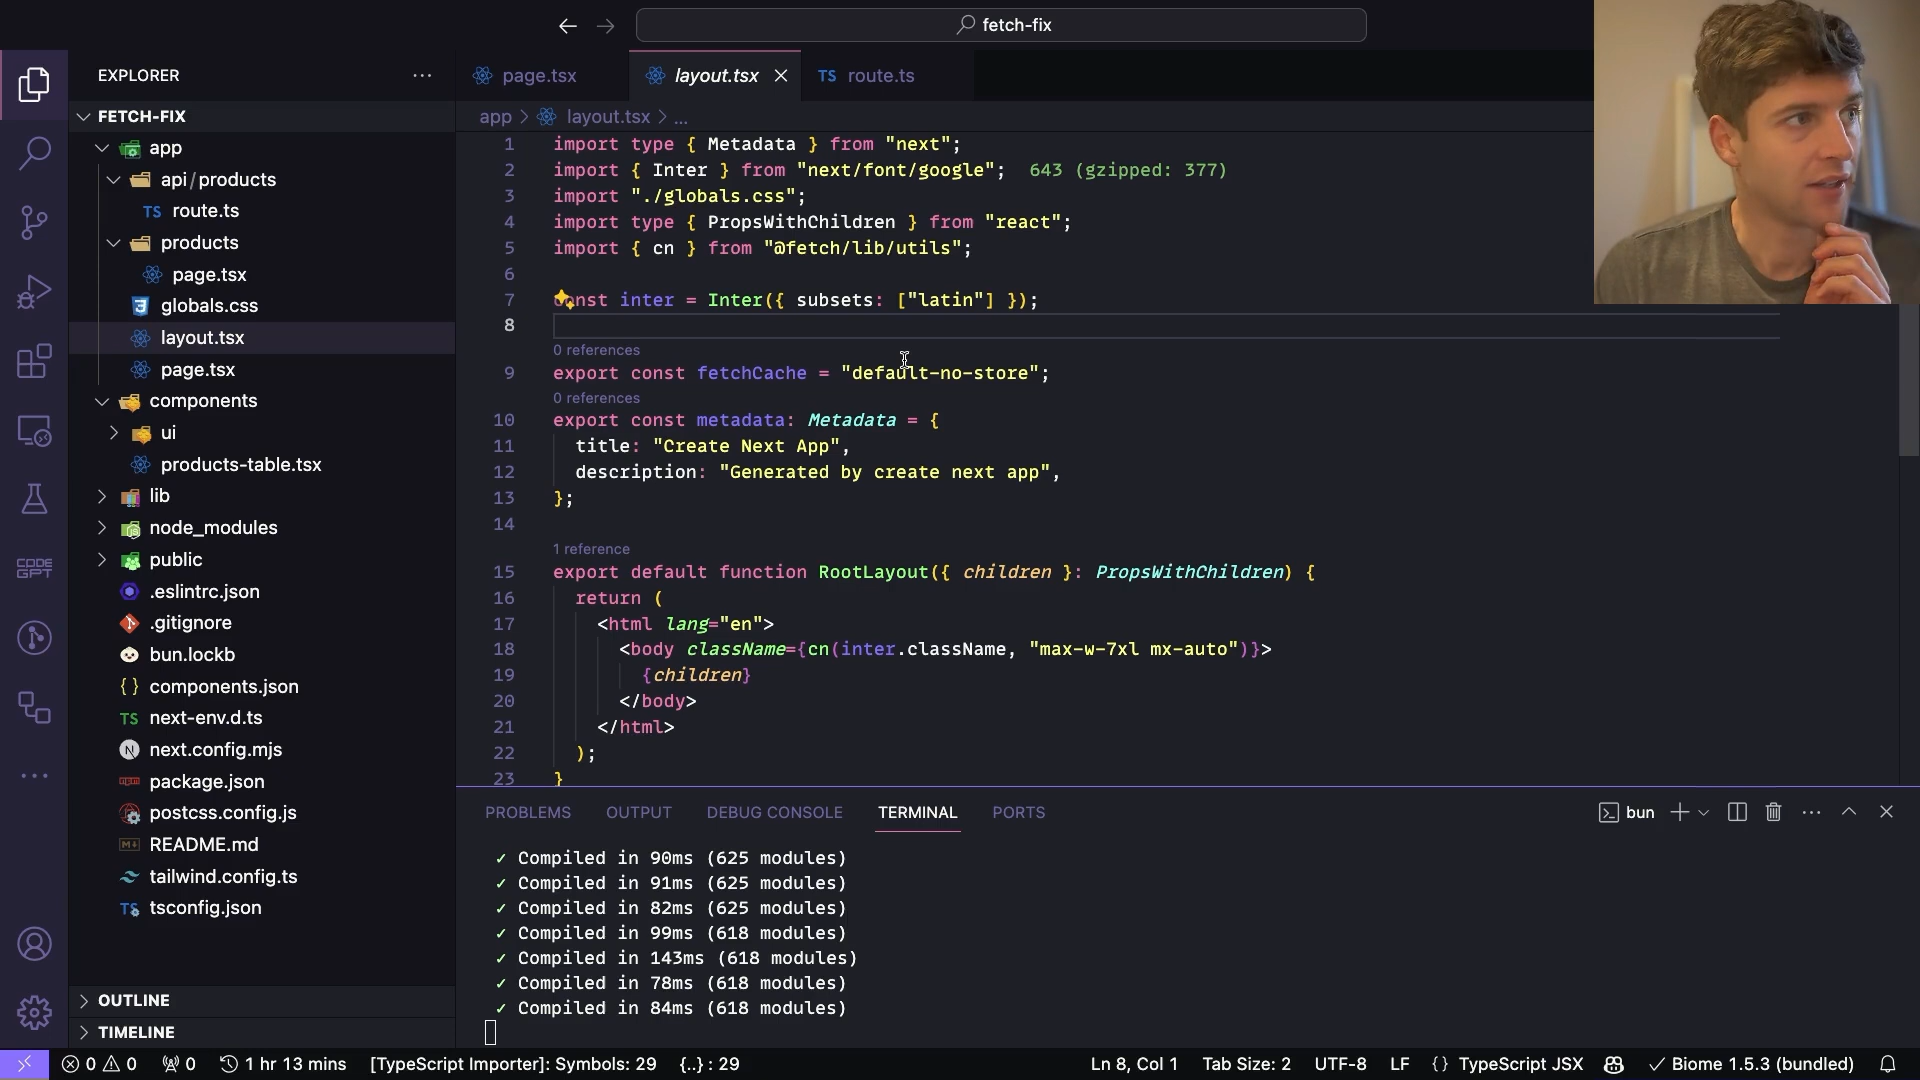 fetch-fix
EXPLORER
FETCH-FIX
app
api/products
TS route.ts
products
page.tsx
globals.css
layout.tsx
page.tsx
components
ui
products-table.tsx
lib
node_modules
public
.eslintrc.json
.gitignore
bun.lockb
{} components.json
TS next-env.d.ts
N next.config.mjs
package.json
postcss.config.js
README.md
tailwind.config.ts
TS tsconfig.json
OUTLINE
TIMELINE
CODE
GPT
page.tsx
layout.tsx
TS route.ts
app > layout.tsx > ...
1 import type { Metadata } from "next";
2 import { Inter } from "next/font/google"; 643 (gzipped: 377)
3 import "./globals.css";
4 import type { PropsWithChildren } from "react";
5 import { cn } from "@fetch/lib/utils";
6
7 const inter = Inter({ subsets: ["latin"] });
8
0 references
9 export const fetchCache = "default-no-store";
0 references
10 export const metadata: Metadata = {
11 title: "Create Next App",
12 description: "Generated by create next app",
13 };
14
1 reference
15 export default function RootLayout({ children }: PropsWithChildren) {
16 return (
17 <html lang="en">
18 <body className={cn(inter.className, "max-w-7xl mx-auto")}>
19 {children}
20 </body>
21 </html>
22 );
23 }
PROBLEMS OUTPUT DEBUG CONSOLE TERMINAL PORTS
bun
✓ Compiled in 90ms (625 modules)
✓ Compiled in 91ms (625 modules)
✓ Compiled in 82ms (625 modules)
✓ Compiled in 99ms (618 modules)
✓ Compiled in 143ms (618 modules)
✓ Compiled in 78ms (618 modules)
✓ Compiled in 84ms (618 modules)
0 0 0 1 hr 13 mins [TypeScript Importer]: Symbols: 29 {..} : 29 Ln 8, Col 1 Tab Size: 2 UTF-8 LF {} TypeScript JSX ✓ Biome 1.5.3 (bundled)